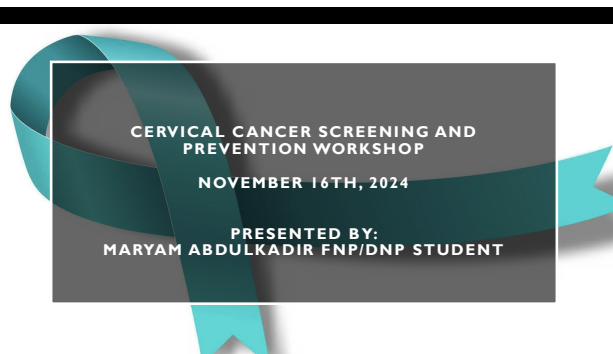 CERVICAL CANCER SCREENING AND
PREVENTION WORKSHOP
NOVEMBER 16TH, 2024
PRESENTED BY:
MARYAM ABDULKADIR FNP/DNP STUDENT